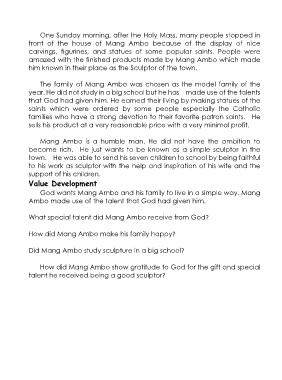 One Sunday morning, after the Holy Mass, many people stopped in
front of the house of Mang Ambo because of the display of nice
carvings, figurines, and statues of some popular saints. People were
amazed with the finished products made by Mang Ambo which made
him known in their place as the Sculptor of the town.
The family of Mang Ambo was chosen as the model family of the
year. He did not study in a big school but he has made use of the talents
that God had given him. He earned their living by making statues of the
saints which were ordered by some people especially the Catholic
families who have a strong devotion to their favorite patron saints. He
sells his product at a very reasonable price with a very minimal profit.
Mang Ambo is a humble man. He did not have the ambition to
become rich. He just wants to be known as a simple sculptor in the
town. He was able to send his seven children to school by being faithful
to his work as sculptor with the help and inspiration of his wife and the
support of his children.
Value Development
God wants Mang Ambo and his family to live in a simple way. Mang
Ambo made use of the talent that God had given him.
What special talent did Mang Ambo receive from God?
How did Mang Ambo make his family happy?
Did Mang Ambo study sculpture in a big school?
How did Mang Ambo show gratitude to God for the gift and special
talent he received being a good sculptor?